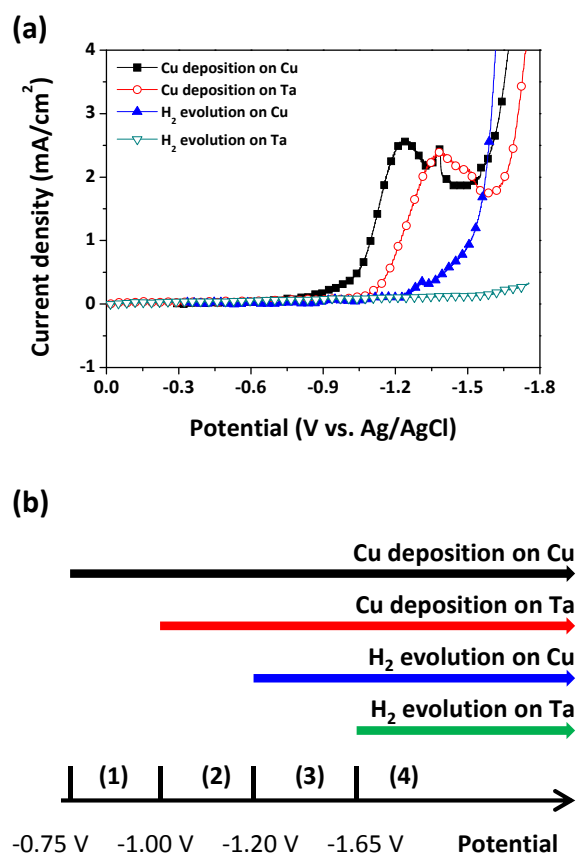 (a)
4
3
2
1
0
-1
Current density (mA/cm²)
Cu deposition on Cu
Cu deposition on Ta
H₂ evolution on Cu
H₂ evolution on Ta
0.0 -0.3 -0.6 -0.9 -1.2 -1.5 -1.8
Potential (V vs. Ag/AgCl)
(b)
Cu deposition on Cu
Cu deposition on Ta
H₂ evolution on Cu
H₂ evolution on Ta
(1) (2) (3) (4)
-0.75 V -1.00 V -1.20 V -1.65 V Potential